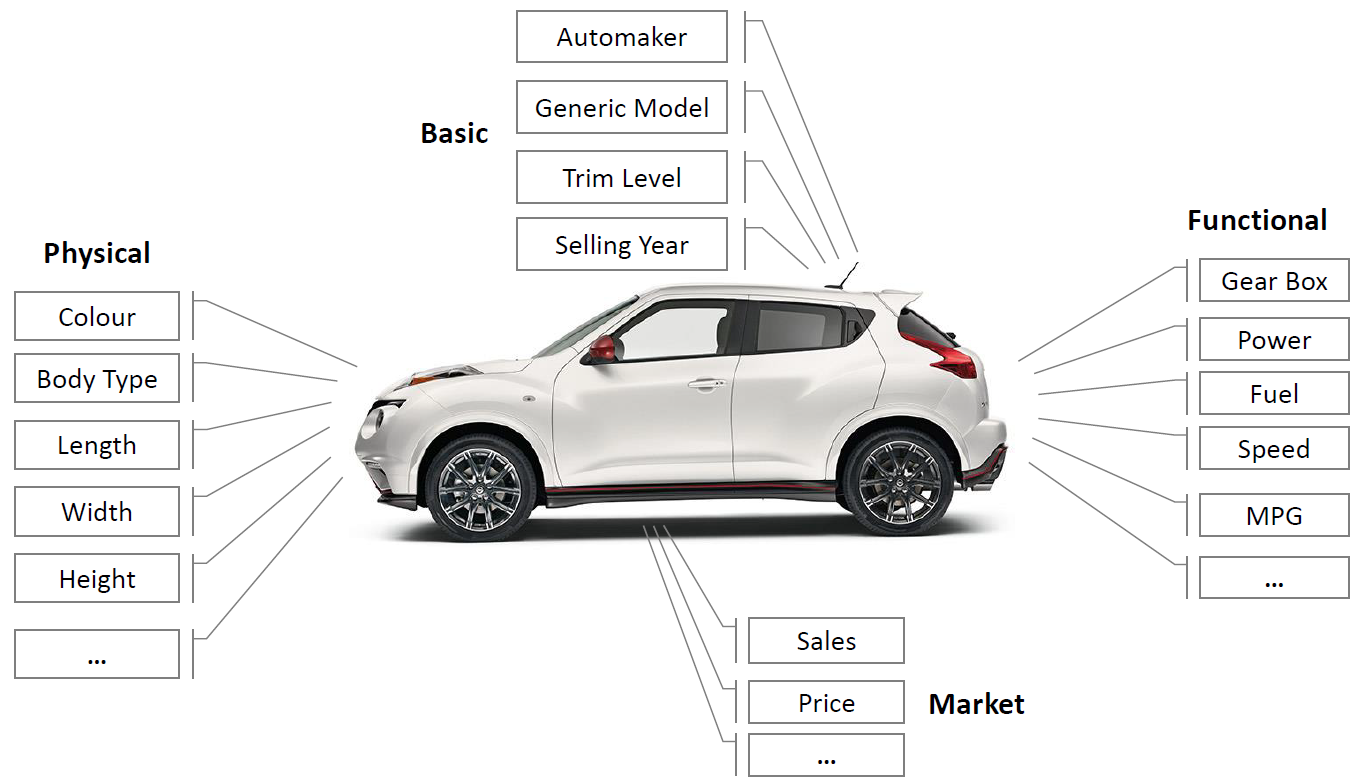 Basic
Automaker
Generic Model
Trim Level
Selling Year
Physical
Colour
Body Type
Length
Width
Height
...
Functional
Gear Box
Power
Fuel
Speed
MPG
...
Market
Sales
Price
...